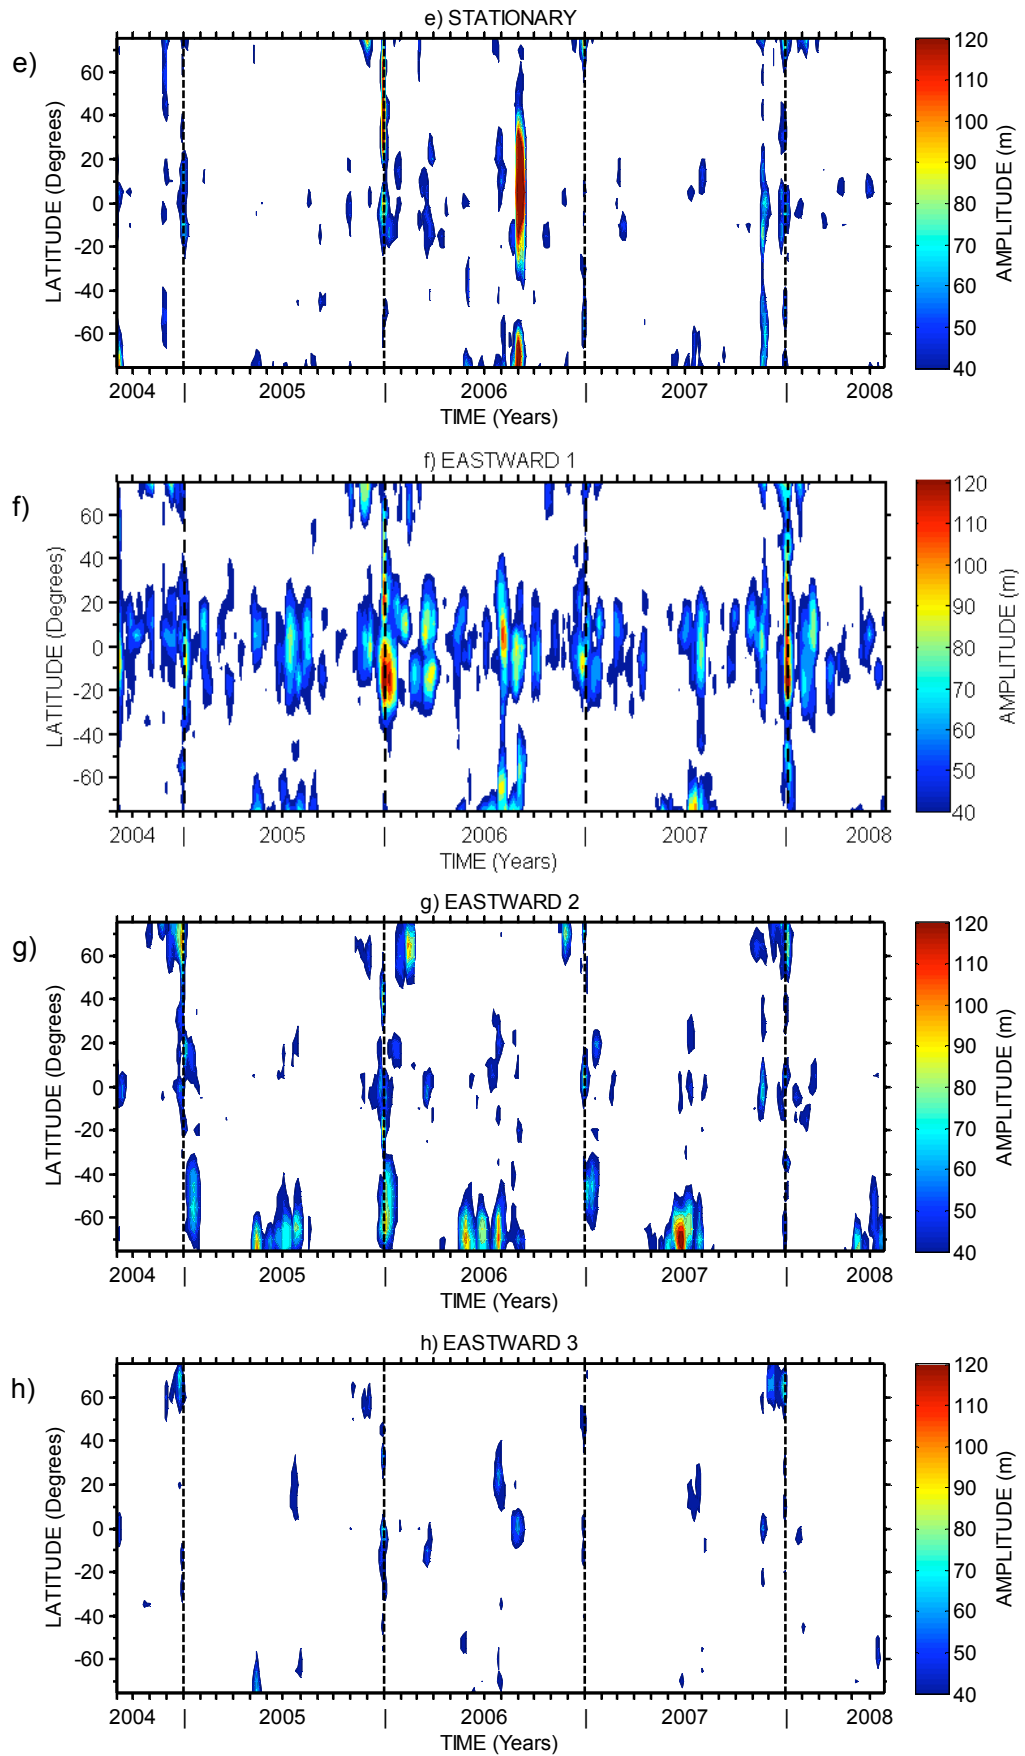 e) STATIONARY
e)
60
40
20
0
-20
-40
-60
LATITUDE (Degrees)
2004 | 2005 | 2006 | 2007 | 2008
TIME (Years)
120
110
100
90
80
70
60
50
40
AMPLITUDE (m)
f) EASTWARD 1
f)
60
40
20
0
-20
-40
-60
LATITUDE (Degrees)
2004 | 2005 | 2006 | 2007 | 2008
TIME (Years)
120
110
100
90
80
70
60
50
40
AMPLITUDE (m)
g) EASTWARD 2
g)
60
40
20
0
-20
-40
-60
LATITUDE (Degrees)
2004 | 2005 | 2006 | 2007 | 2008
TIME (Years)
120
110
100
90
80
70
60
50
40
AMPLITUDE (m)
h) EASTWARD 3
h)
60
40
20
0
-20
-40
-60
LATITUDE (Degrees)
2004 | 2005 | 2006 | 2007 | 2008
TIME (Years)
120
110
100
90
80
70
60
50
40
AMPLITUDE (m)